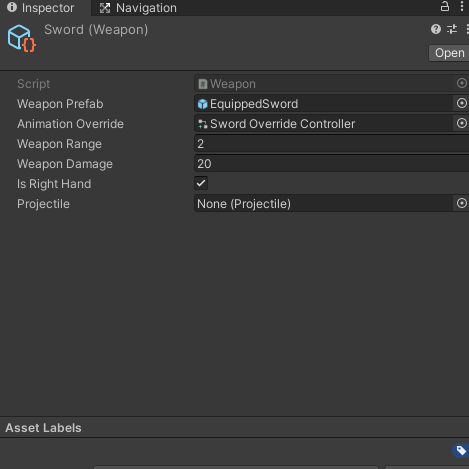 Inspector Navigation
Sword (Weapon)
Open
Script Weapon
Weapon Prefab EquippedSword
Animation Override Sword Override Controller
Weapon Range 2
Weapon Damage 20
Is Right Hand
Projectile None (Projectile)
Asset Labels